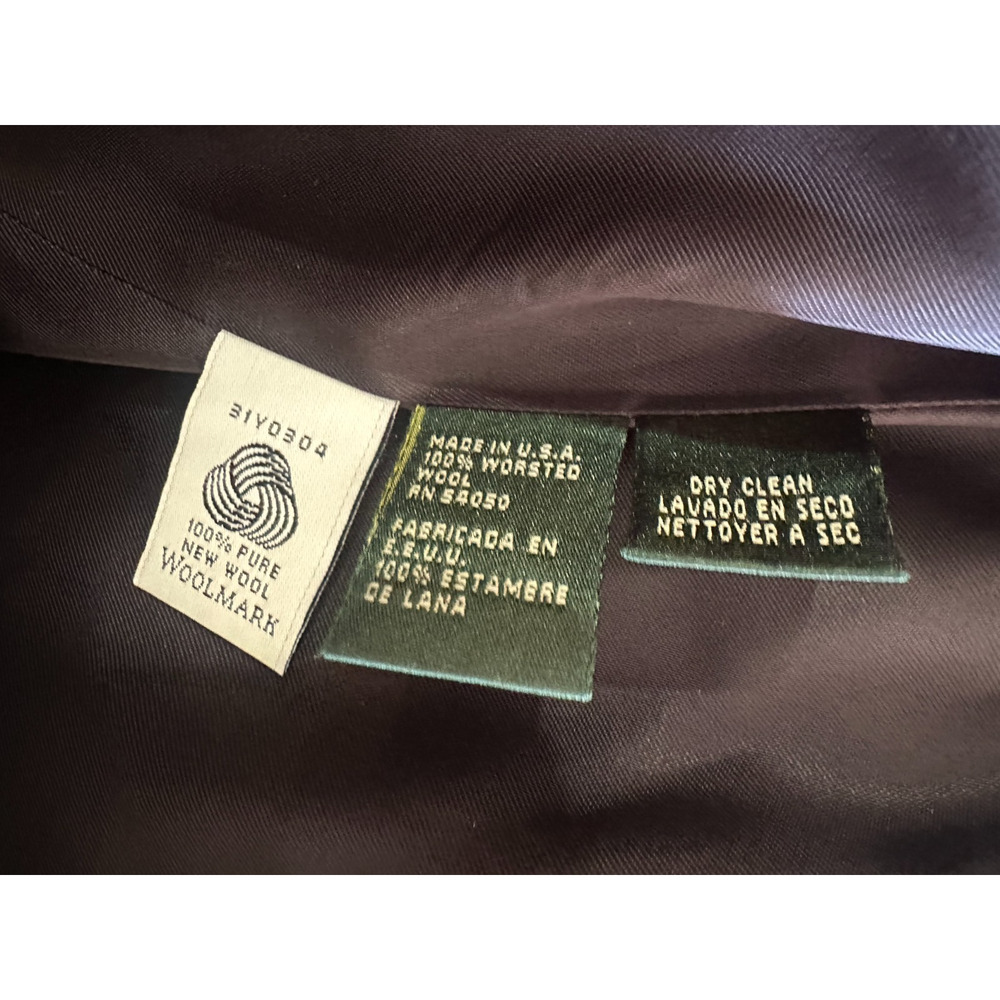 31Y0304
100% PURE
NEW WOOL
WOOLMARK
MADE IN U.S.A.
100% WORSTED
WOOL
RN 54050
FABRICADA EN
E.E.U.U.
100% ESTAMBRE
DE LANA
DRY CLEAN
LAVADO EN SECO
NETTOYER A SEC